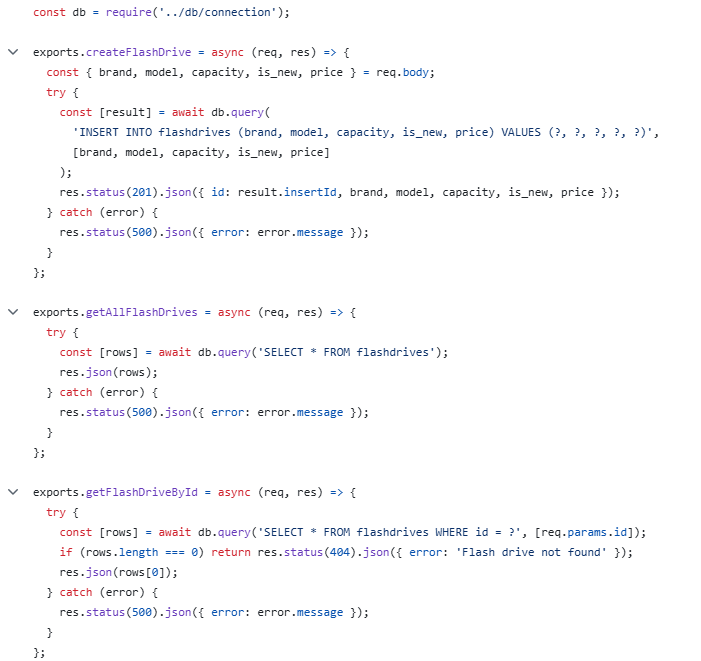 const db = require('../db/connection');
exports.createFlashDrive = async (req, res) => {
const { brand, model, capacity, is_new, price } = req.body;
try {
const [result] = await db.query(
'INSERT INTO flashdrives (brand, model, capacity, is_new, price) VALUES (?, ?, ?, ?, ?)',
[brand, model, capacity, is_new, price]
);
res.status(201).json({ id: result.insertId, brand, model, capacity, is_new, price });
} catch (error) {
res.status(500).json({ error: error.message });
}
};
exports.getAllFlashDrives = async (req, res) => {
try {
const [rows] = await db.query('SELECT * FROM flashdrives');
res.json(rows);
} catch (error) {
res.status(500).json({ error: error.message });
}
};
exports.getFlashDriveById = async (req, res) => {
try {
const [rows] = await db.query('SELECT * FROM flashdrives WHERE id = ?', [req.params.id]);
if (rows.length === 0) return res.status(404).json({ error: 'Flash drive not found' });
res.json(rows[0]);
} catch (error) {
res.status(500).json({ error: error.message });
}
};